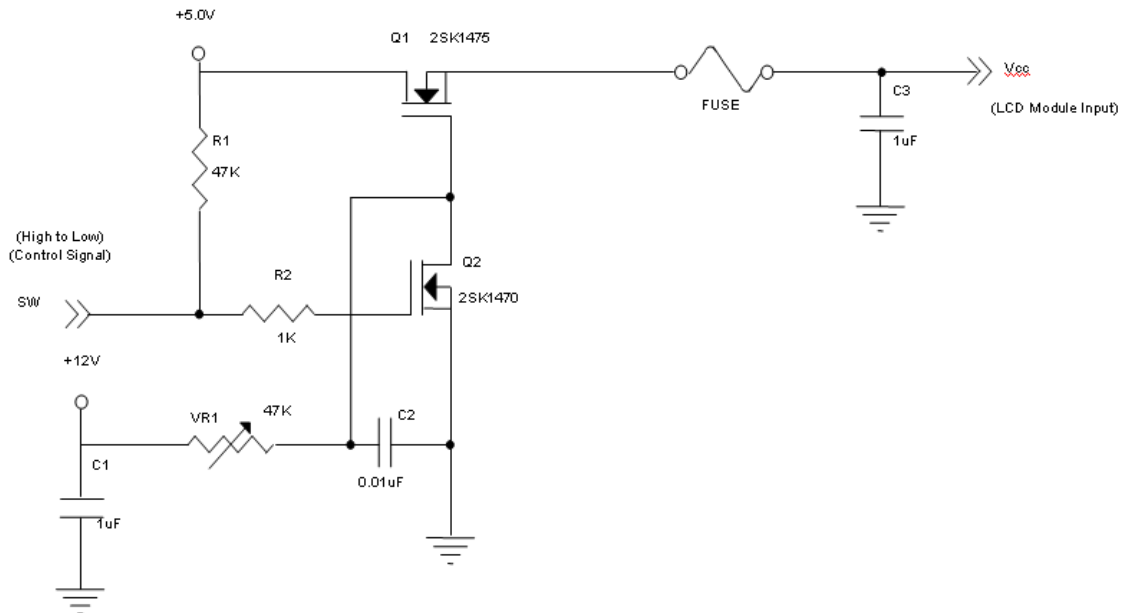 +5.0V
Q1 2SK1475
Vcc
C3
FUSE
(LCD Module Input)
R1
1uF
47K
(High to Low)
(Control Signal)
R2
Q2
SW
2SK1470
1K
+12V
VR1
47K
C2
C1
0.01uF
1uF